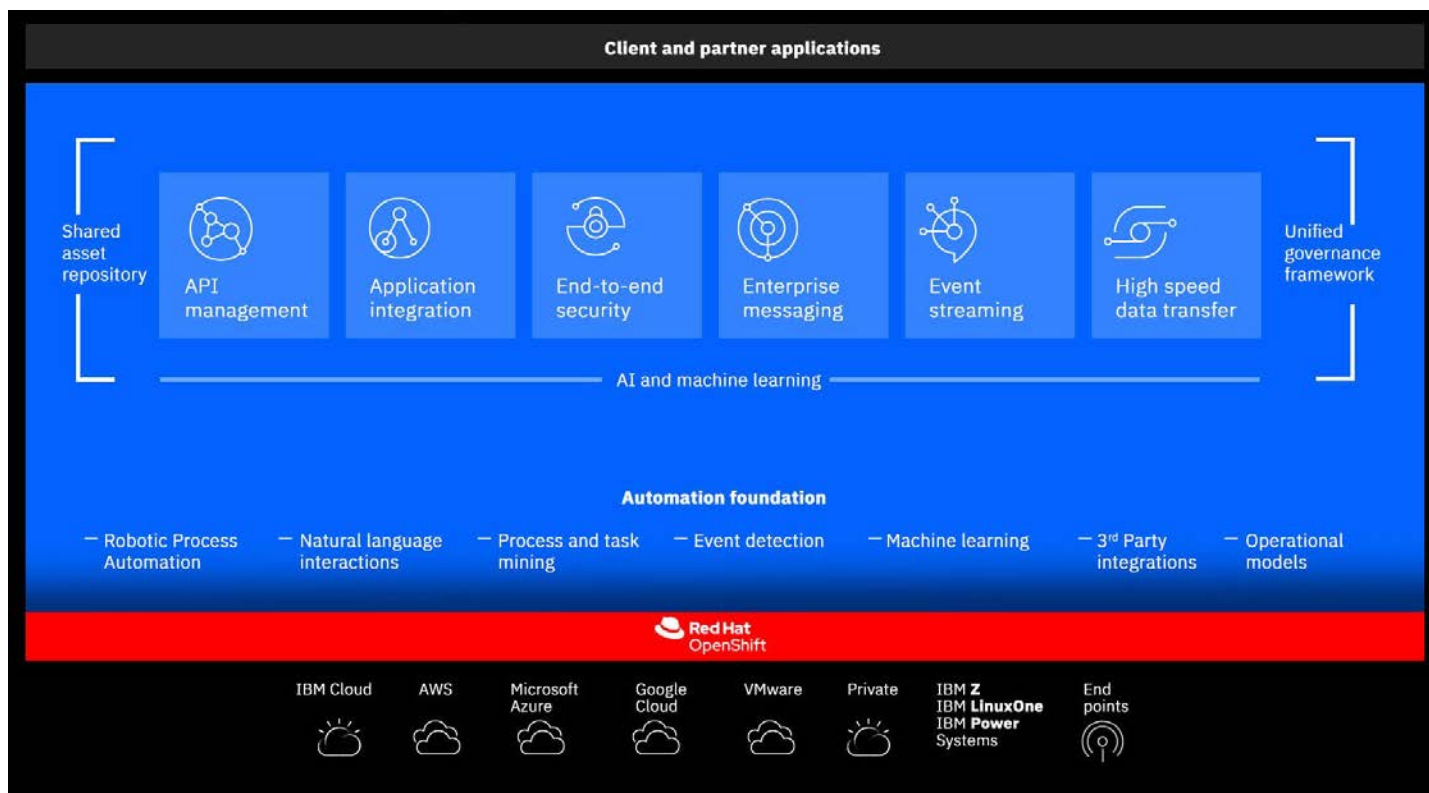 Client and partner applications
Shared
asset
repository
API
management
Application
integration
End-to-end
security
Enterprise
messaging
Event
streaming
High speed
data transfer
Unified
governance
framework
AI and machine learning
Automation foundation
— Robotic Process
Automation
— Natural language
interactions
— Process and task
mining
— Event detection
— Machine learning
— 3rd Party
integrations
— Operational
models
Red Hat
OpenShift
IBM Cloud
AWS
Microsoft
Azure
Google
Cloud
VMware
Private
IBM Z
IBM LinuxOne
IBM Power
Systems
End
points